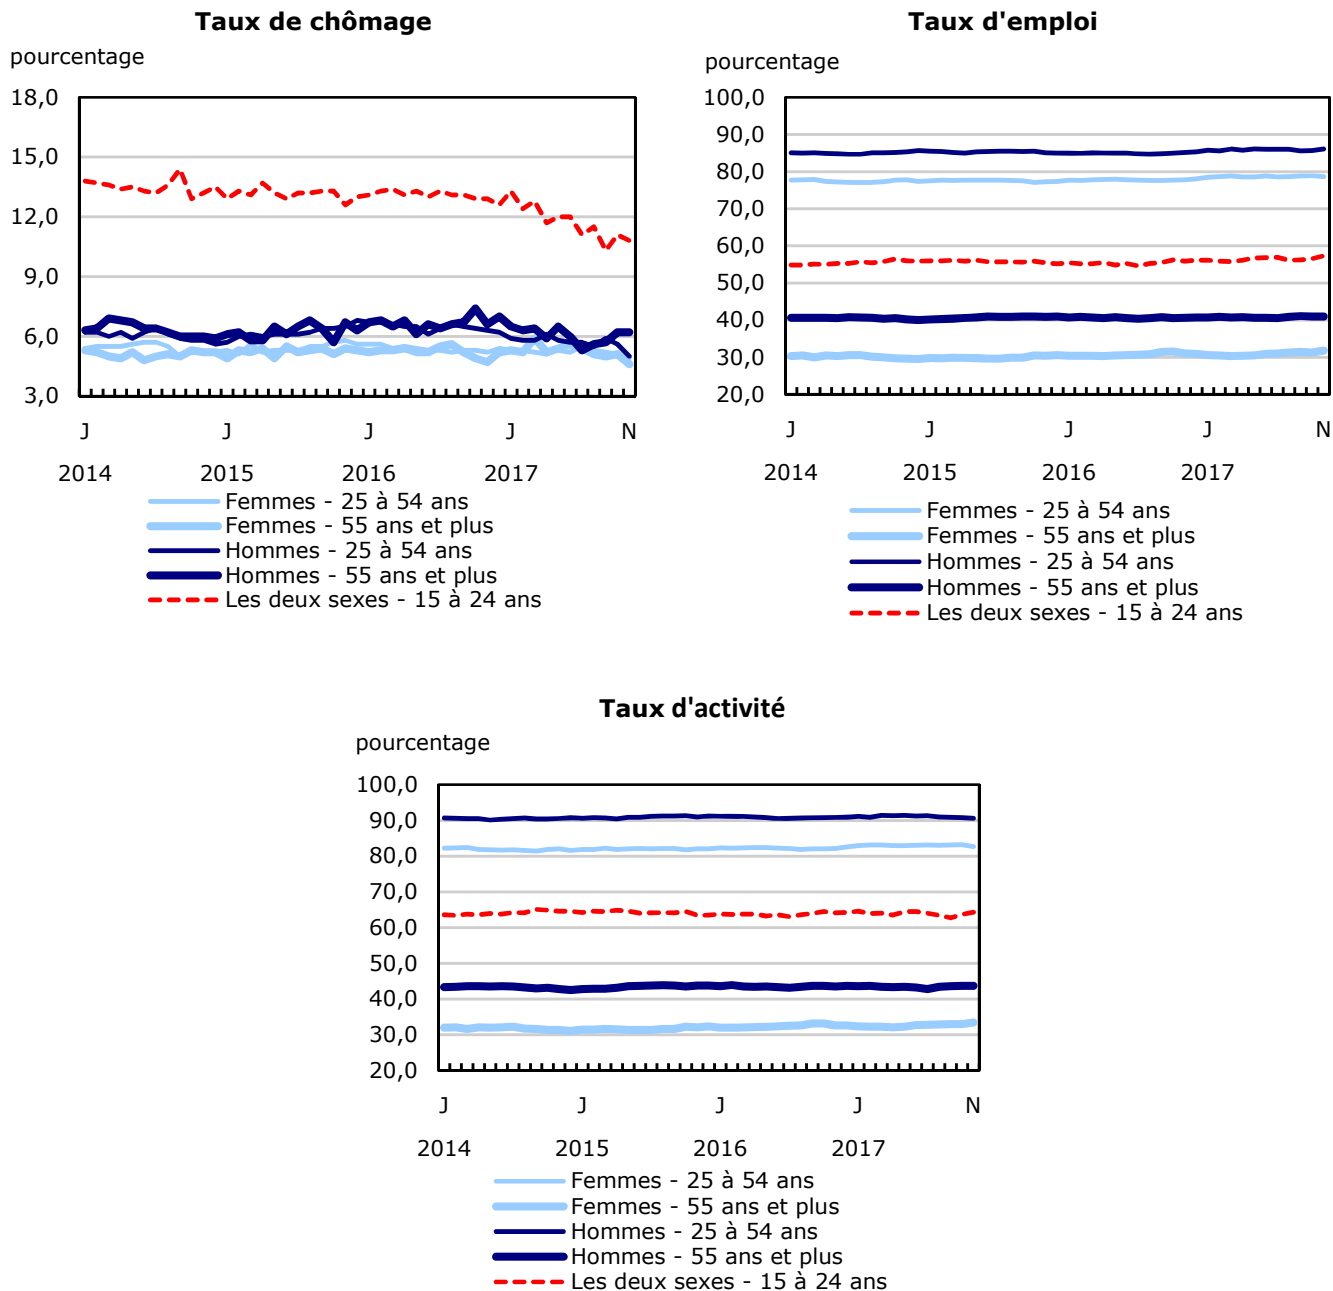 Taux de chômage
pourcentage
18,0
15,0
12,0
9,0
6,0
3,0
J J J J N
2014 2015 2016 2017
Femmes - 25 à 54 ans
Femmes - 55 ans et plus
Hommes - 25 à 54 ans
Hommes - 55 ans et plus
Les deux sexes - 15 à 24 ans
Taux d'emploi
pourcentage
100,0
90,0
80,0
70,0
60,0
50,0
40,0
30,0
20,0
J J J J N
2014 2015 2016 2017
Femmes - 25 à 54 ans
Femmes - 55 ans et plus
Hommes - 25 à 54 ans
Hommes - 55 ans et plus
Les deux sexes - 15 à 24 ans
Taux d'activité
pourcentage
100,0
90,0
80,0
70,0
60,0
50,0
40,0
30,0
20,0
J J J J N
2014 2015 2016 2017
Femmes - 25 à 54 ans
Femmes - 55 ans et plus
Hommes - 25 à 54 ans
Hommes - 55 ans et plus
Les deux sexes - 15 à 24 ans